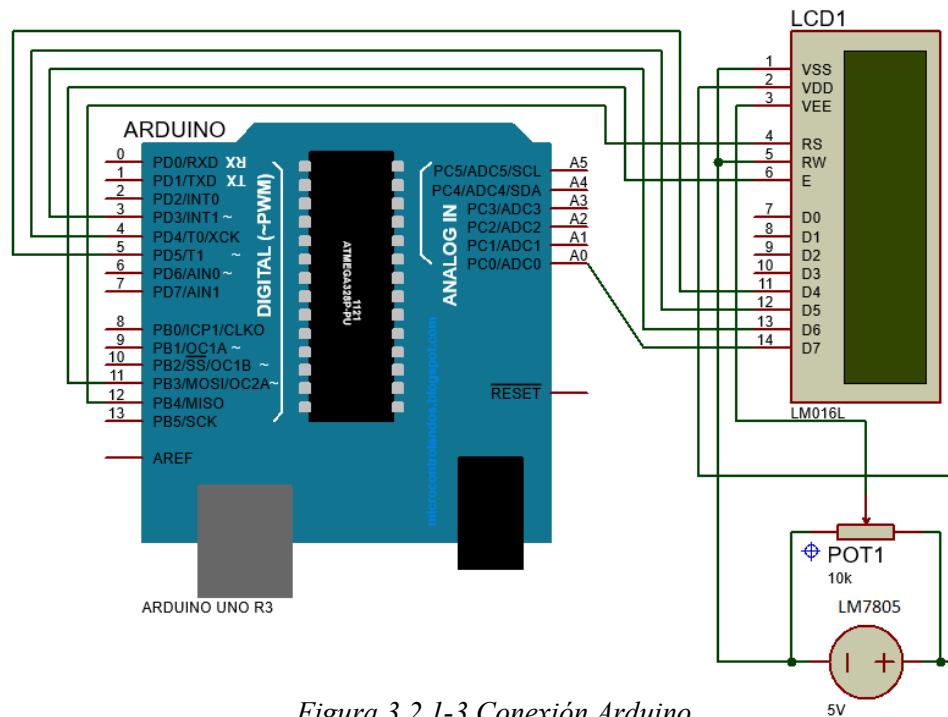 LCD1
1 VSS
2 VDD
3 VEE
4 RS
5 RW
6 E
7 D0
8 D1
9 D2
10 D3
11 D4
12 D5
13 D6
14 D7
LM016L
ARDUINO
0 PD0/RXD RX
1 PD1/TXD TX
2 PD2/INT0
3 PD3/INT1 ~
4 PD4/T0/XCK
5 PD5/T1 ~
6 PD6/AIN0 ~
7 PD7/AIN1
8 PB0/ICP1/CLKO
9 PB1/OC1A ~
10 PB2/SS/OC1B ~
11 PB3/MOSI/OC2A ~
12 PB4/MISO
13 PB5/SCK
AREF
DIGITAL (~PWM)
ATMEGA328P-PU
1121
ANALOG IN
PC5/ADC5/SCL A5
PC4/ADC4/SDA A4
PC3/ADC3 A3
PC2/ADC2 A2
PC1/ADC1 A1
PC0/ADC0 A0
RESET
microcontrolandos.blogspot.com
ARDUINO UNO R3
POT1
10k
LM7805
5V
Figura 3.2.1-3 Conexión Arduino